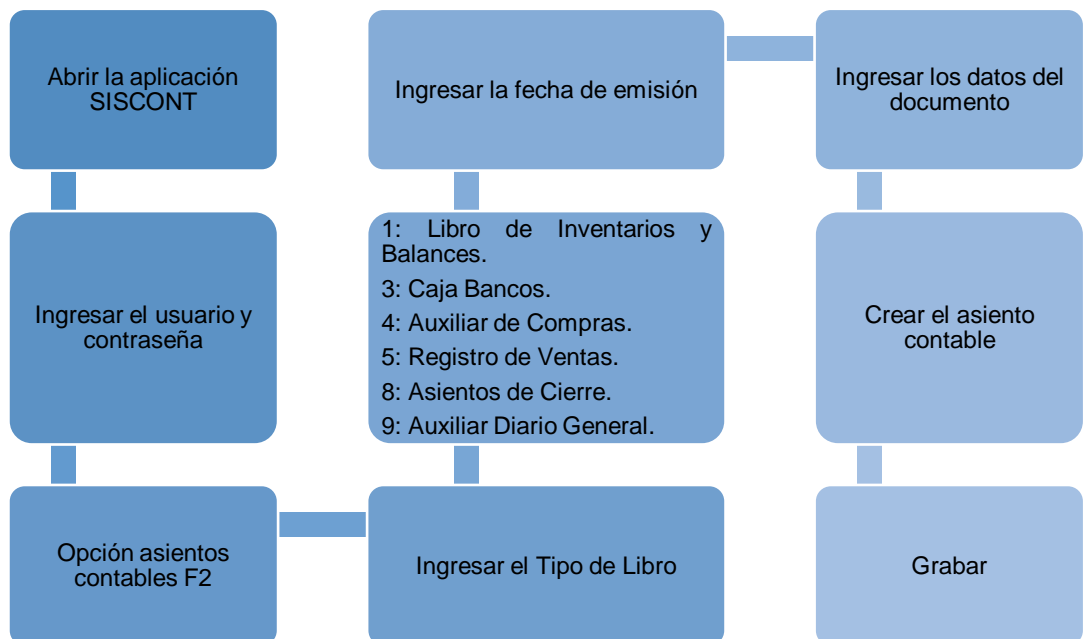 Abrir la aplicación
SISCONT
Ingresar el usuario y
contraseña
Opción asientos
contables F2
Ingresar el Tipo de Libro
1: Libro de Inventarios y
Balances.
3: Caja Bancos.
4: Auxiliar de Compras.
5: Registro de Ventas.
8: Asientos de Cierre.
9: Auxiliar Diario General.
Ingresar la fecha de emisión
Ingresar los datos del
documento
Crear el asiento
contable
Grabar